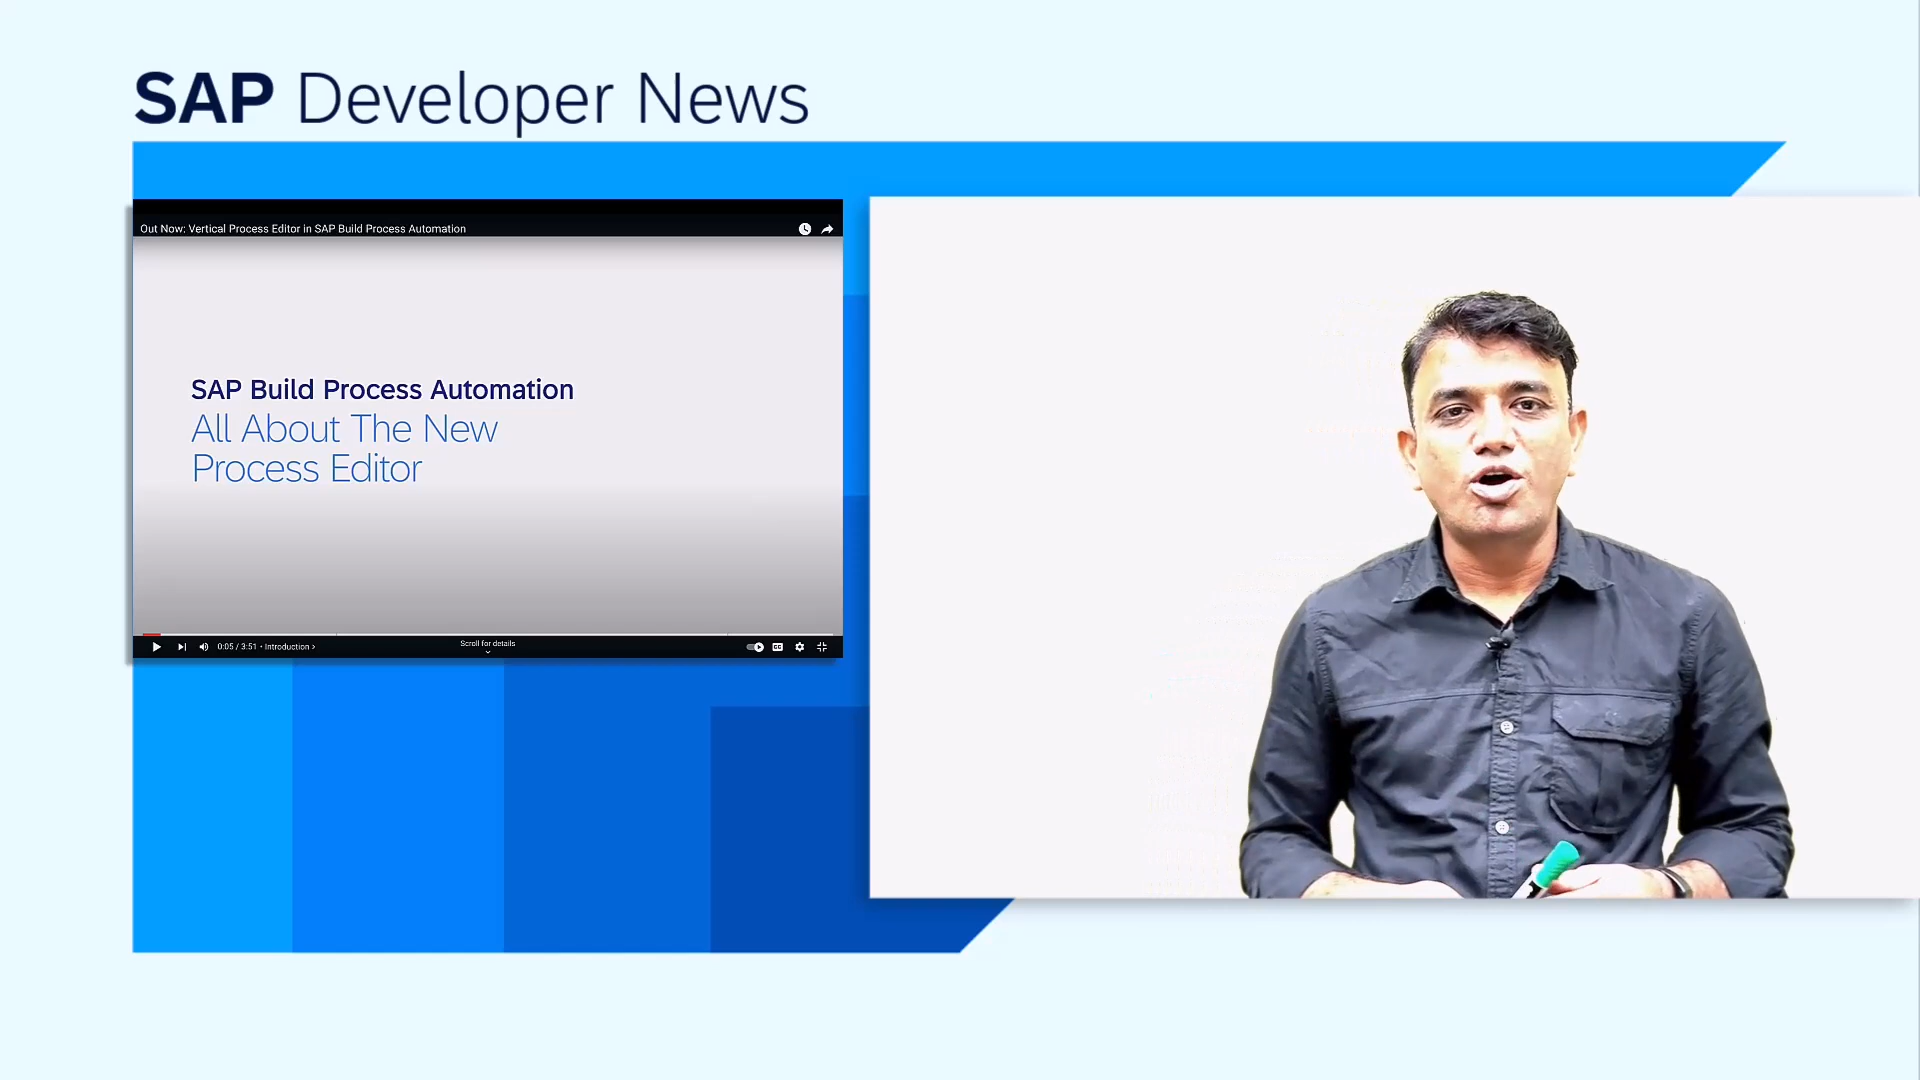 SAP Developer News
Out Now: Vertical Process Editor in SAP Build Process Automation
SAP Build Process Automation
All About The New
Process Editor
0:05 / 3:51 • Introduction >
Scroll for details
CC